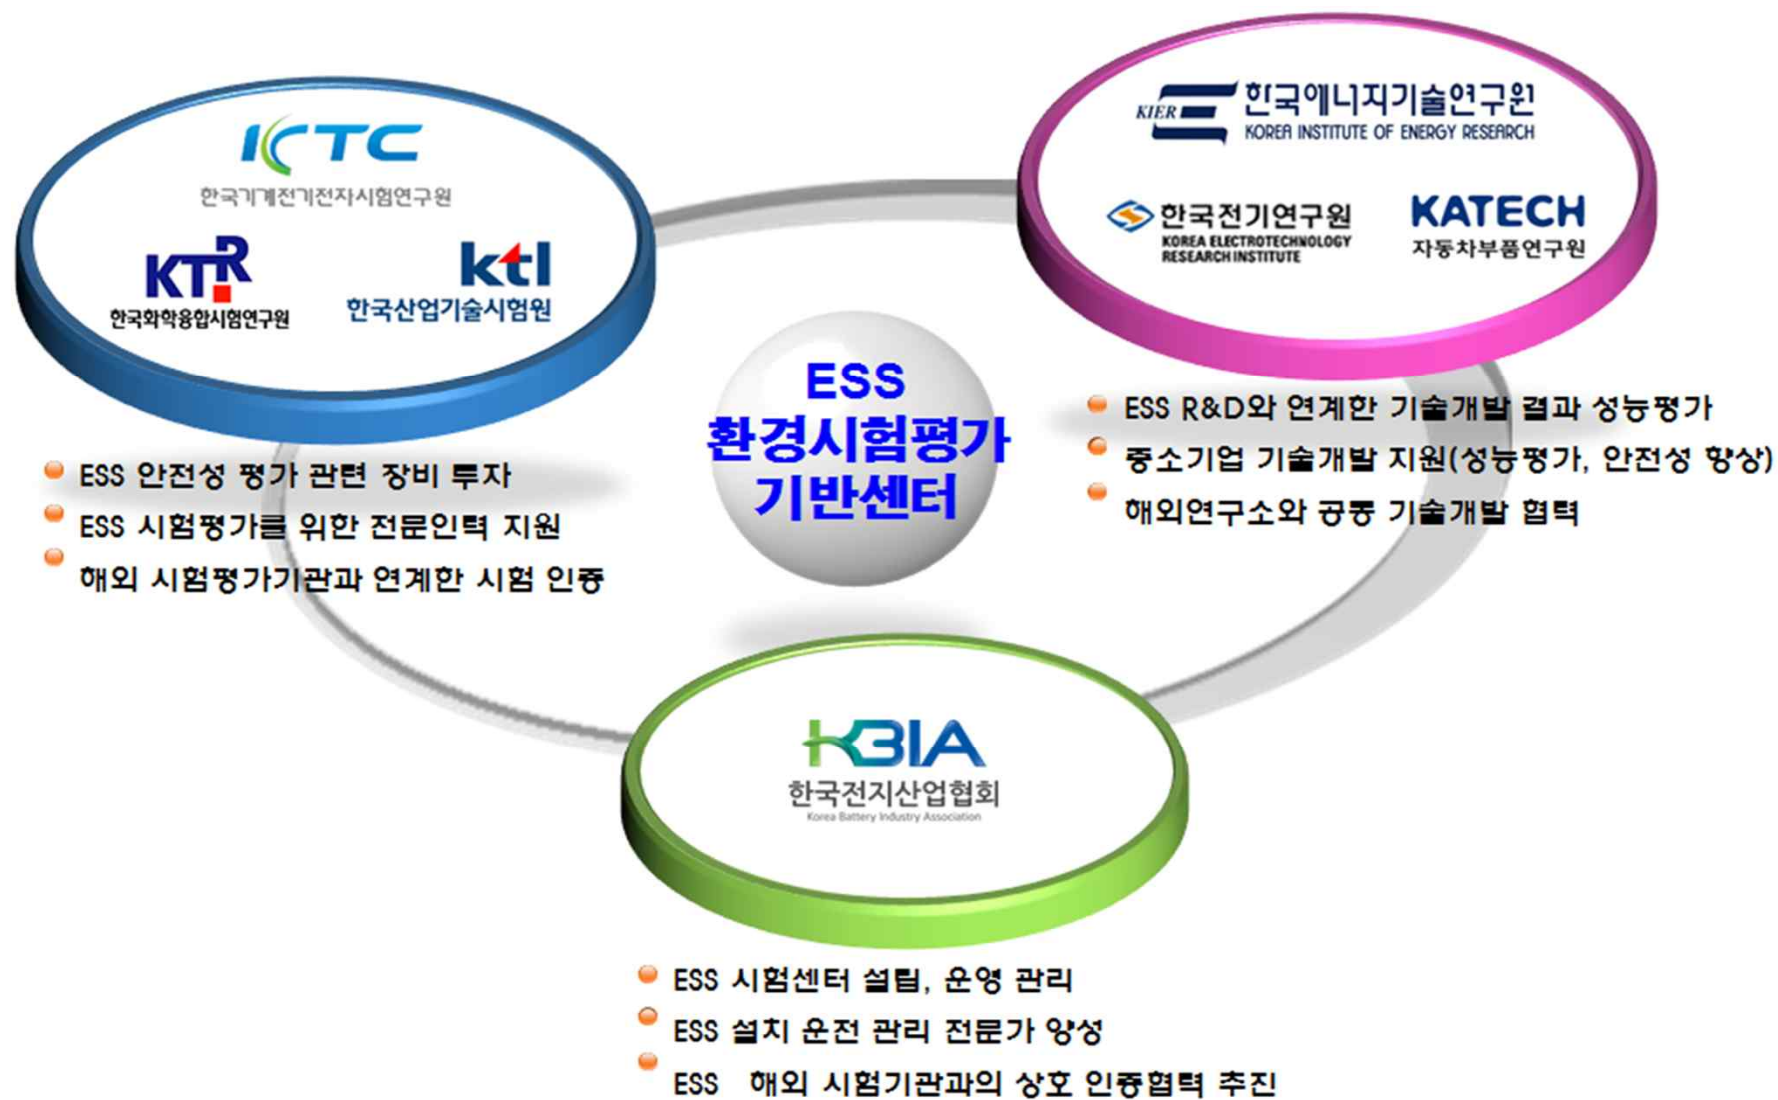 KTC
한국기계전기전자시험연구원
KTR
한국화학융합시험연구원
ktl
한국산업기술시험원
ESS 안전성 평가 관련 장비 투자
ESS 시험평가를 위한 전문인력 지원
해외 시험평가기관과 연계한 시험 인증
KIER 한국에너지기술연구원
KOREA INSTITUTE OF ENERGY RESEARCH
한국전기연구원
KOREA ELECTROTECHNOLOGY
RESEARCH INSTITUTE
KATECH
자동차부품연구원
ESS R&D와 연계한 기술개발 결과 성능평가
중소기업 기술개발 지원(성능평가, 안전성 향상)
해외연구소와 공동 기술개발 협력
ESS
환경시험평가
기반센터
KBIA
한국전지산업협회
Korea Battery Industry Association
ESS 시험센터 설립, 운영 관리
ESS 설치 운전 관리 전문가 양성
ESS 해외 시험기관과의 상호 인증협력 추진